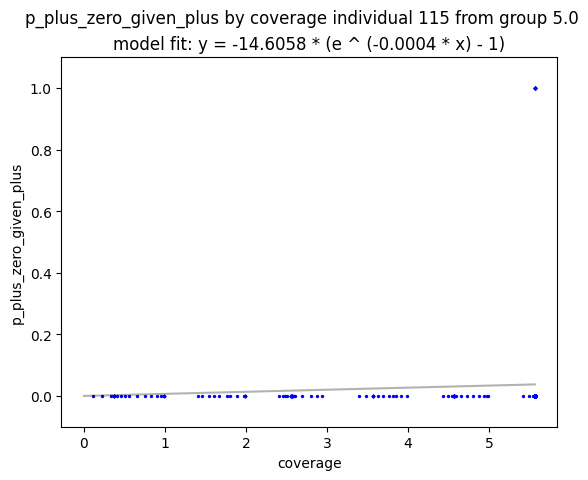 p_plus_zero_given_plus by coverage individual 115 from group 5.0
model fit: y = -14.6058 * (e ^ (-0.0004 * x) - 1)
1.0
0.8
0.6
0.4
0.2
0.0
p_plus_zero_given_plus
0 1 2 3 4 5
coverage